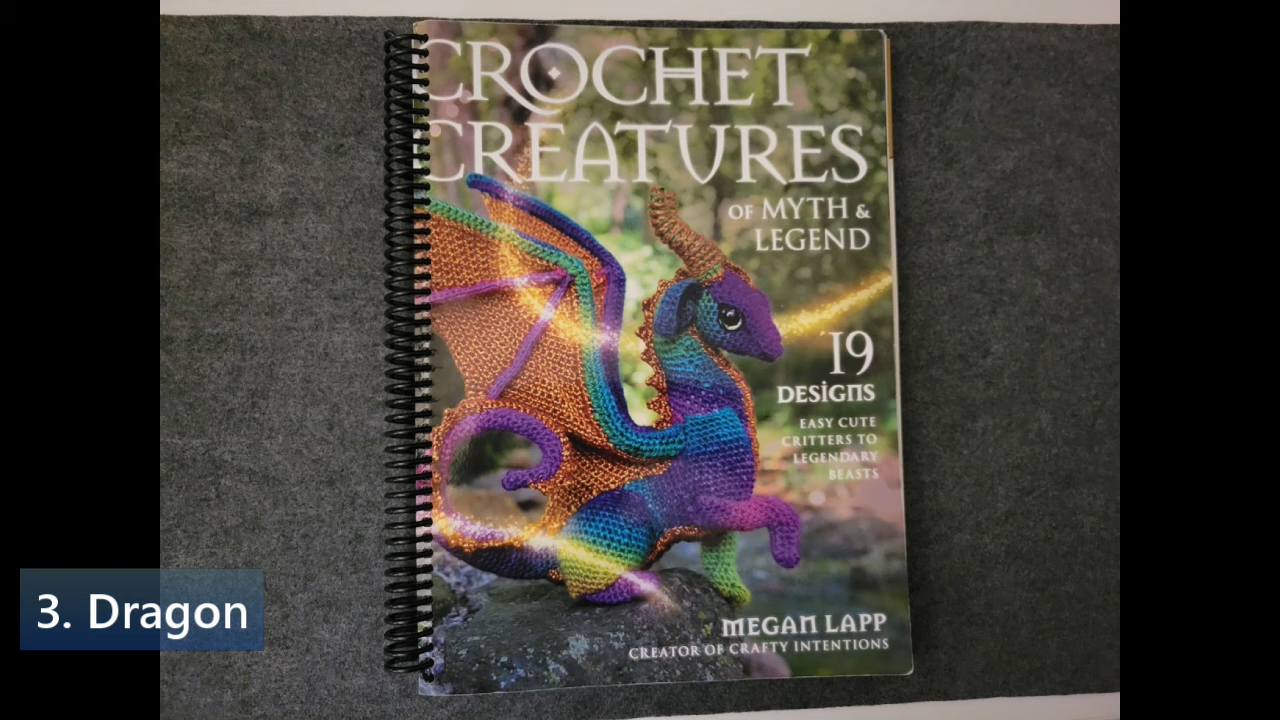 CROCHET
CREATURES
OF MYTH &
LEGEND
19
DESIGNS
EASY CUTE
CRITTERS TO
LEGENDARY
BEASTS
3. Dragon
MEGAN LAPP
CREATOR OF CRAFTY INTENTIONS